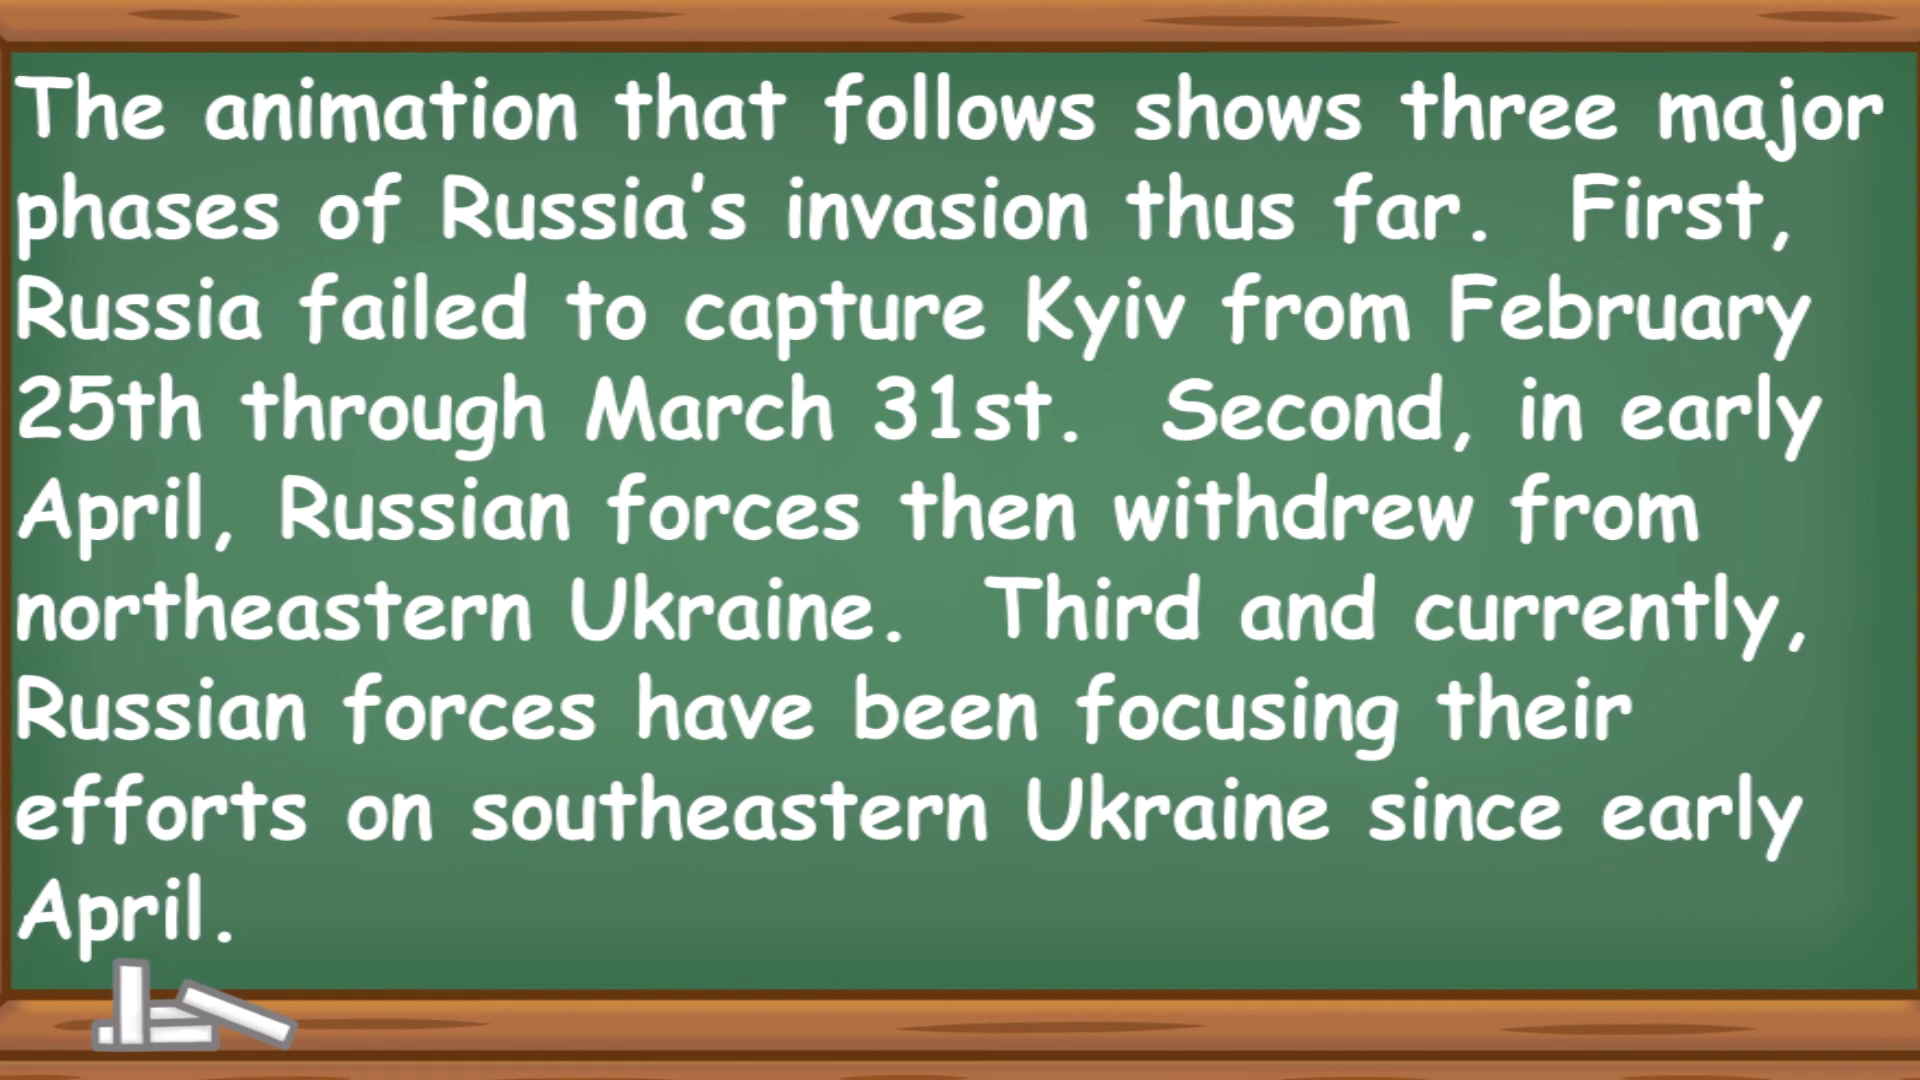 The animation that follows shows three major
phases of Russia's invasion thus far.  First,
Russia failed to capture Kyiv from February
25th through March 31st.  Second, in early
April, Russian forces then withdrew from
northeastern Ukraine.  Third and currently,
Russian forces have been focusing their
efforts on southeastern Ukraine since early
April.